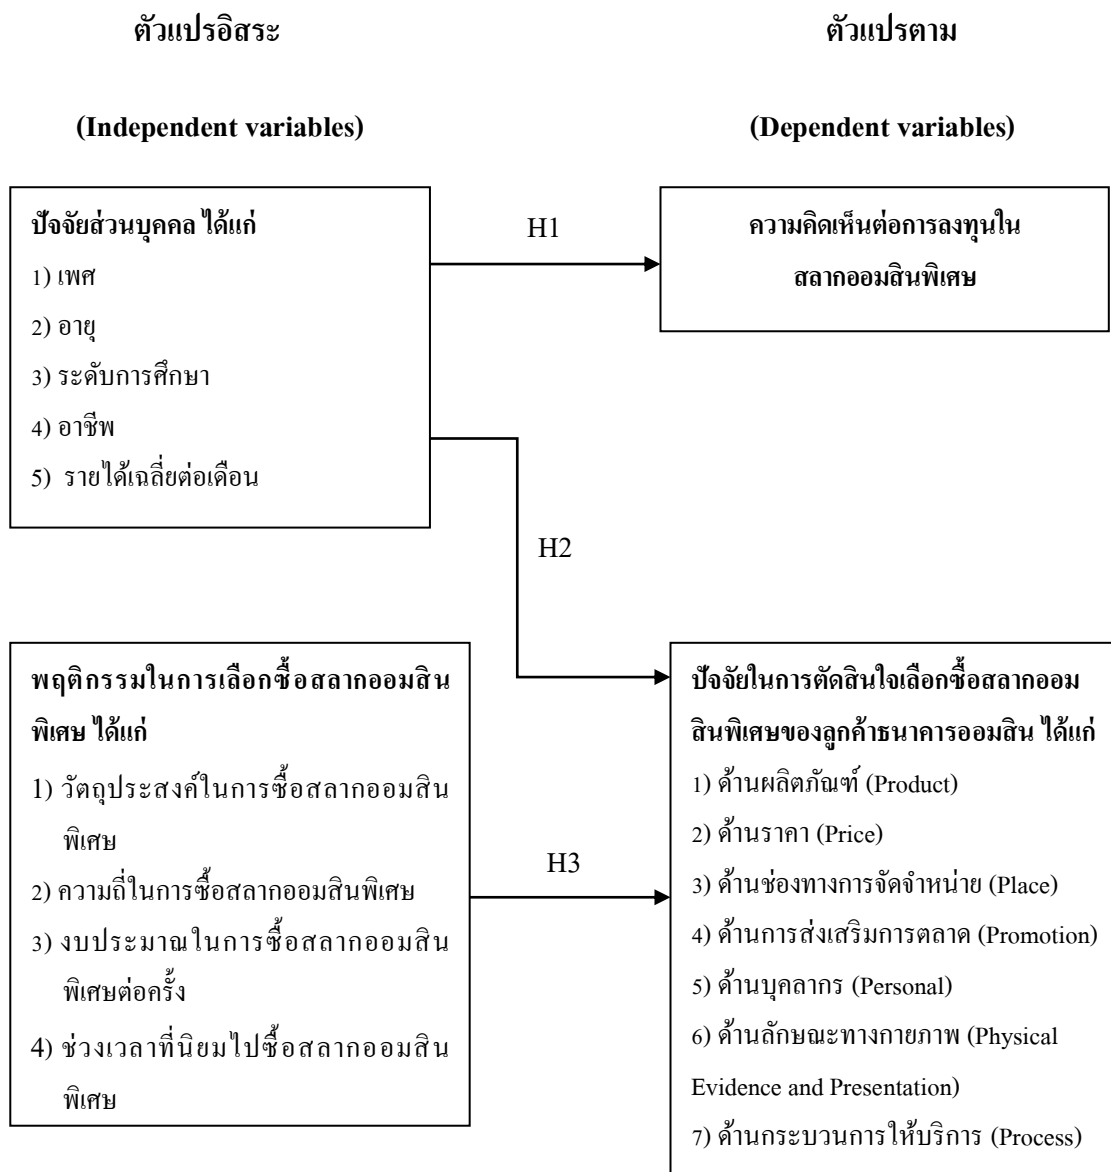 ตัวแปรอิสระ
ตัวแปรตาม
(Independent variables)
(Dependent variables)
ปัจจัยส่วนบุคคล ได้แก่
1) เพศ
2) อายุ
3) ระดับการศึกษา
4) อาชีพ
5) รายได้เฉลี่ยต่อเดือน
H1
ความคิดเห็นต่อการลงทุนใน
สลากออมสินพิเศษ
H2
พฤติกรรมในการเลือกซื้อสลากออมสิน
พิเศษ ได้แก่
1) วัตถุประสงค์ในการซื้อสลากออมสิน
พิเศษ
2) ความถี่ในการซื้อสลากออมสินพิเศษ
3) งบประมาณในการซื้อสลากออมสิน
พิเศษต่อครั้ง
4) ช่วงเวลาที่นิยมไปซื้อสลากออมสิน
พิเศษ
H3
ปัจจัยในการตัดสินใจเลือกซื้อสลากออม
สินพิเศษของลูกค้าธนาคารออมสิน ได้แก่
1) ด้านผลิตภัณฑ์ (Product)
2) ด้านราคา (Price)
3) ด้านช่องทางการจัดจำหน่าย (Place)
4) ด้านการส่งเสริมการตลาด (Promotion)
5) ด้านบุคลากร (Personal)
6) ด้านลักษณะทางกายภาพ (Physical
Evidence and Presentation)
7) ด้านกระบวนการให้บริการ (Process)